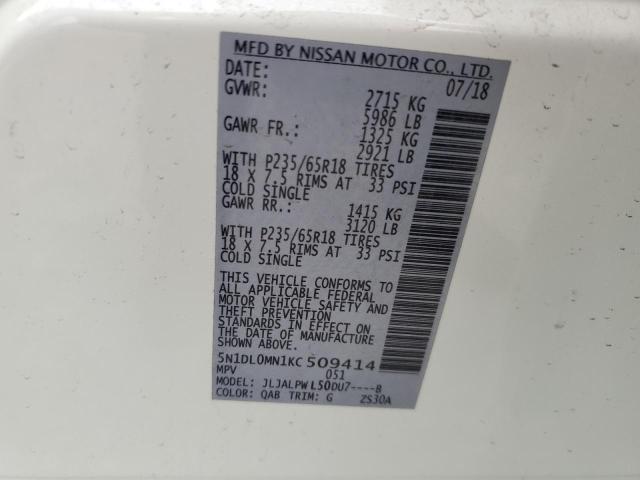 MFD BY NISSAN MOTOR CO., LTD.
DATE: 07/18
GVWR: 2715 KG
5986 LB
GAWR FR.: 1325 KG
2921 LB
WITH P235/65R18 TIRES
18 X 7.5 RIMS AT 33 PSI
COLD SINGLE
GAWR RR.: 1415 KG
3120 LB
WITH P235/65R18 TIRES
18 X 7.5 RIMS AT 33 PSI
COLD SINGLE
THIS VEHICLE CONFORMS TO
ALL APPLICABLE FEDERAL
MOTOR VEHICLE SAFETY AND
THEFT PREVENTION
STANDARDS IN EFFECT ON
THE DATE OF MANUFACTURE
SHOWN ABOVE.
5N1DL0MN1KC 509414
MPV 051
MODEL: JLJALPW L50DU7----B
COLOR: QAB TRIM: G ZS30A